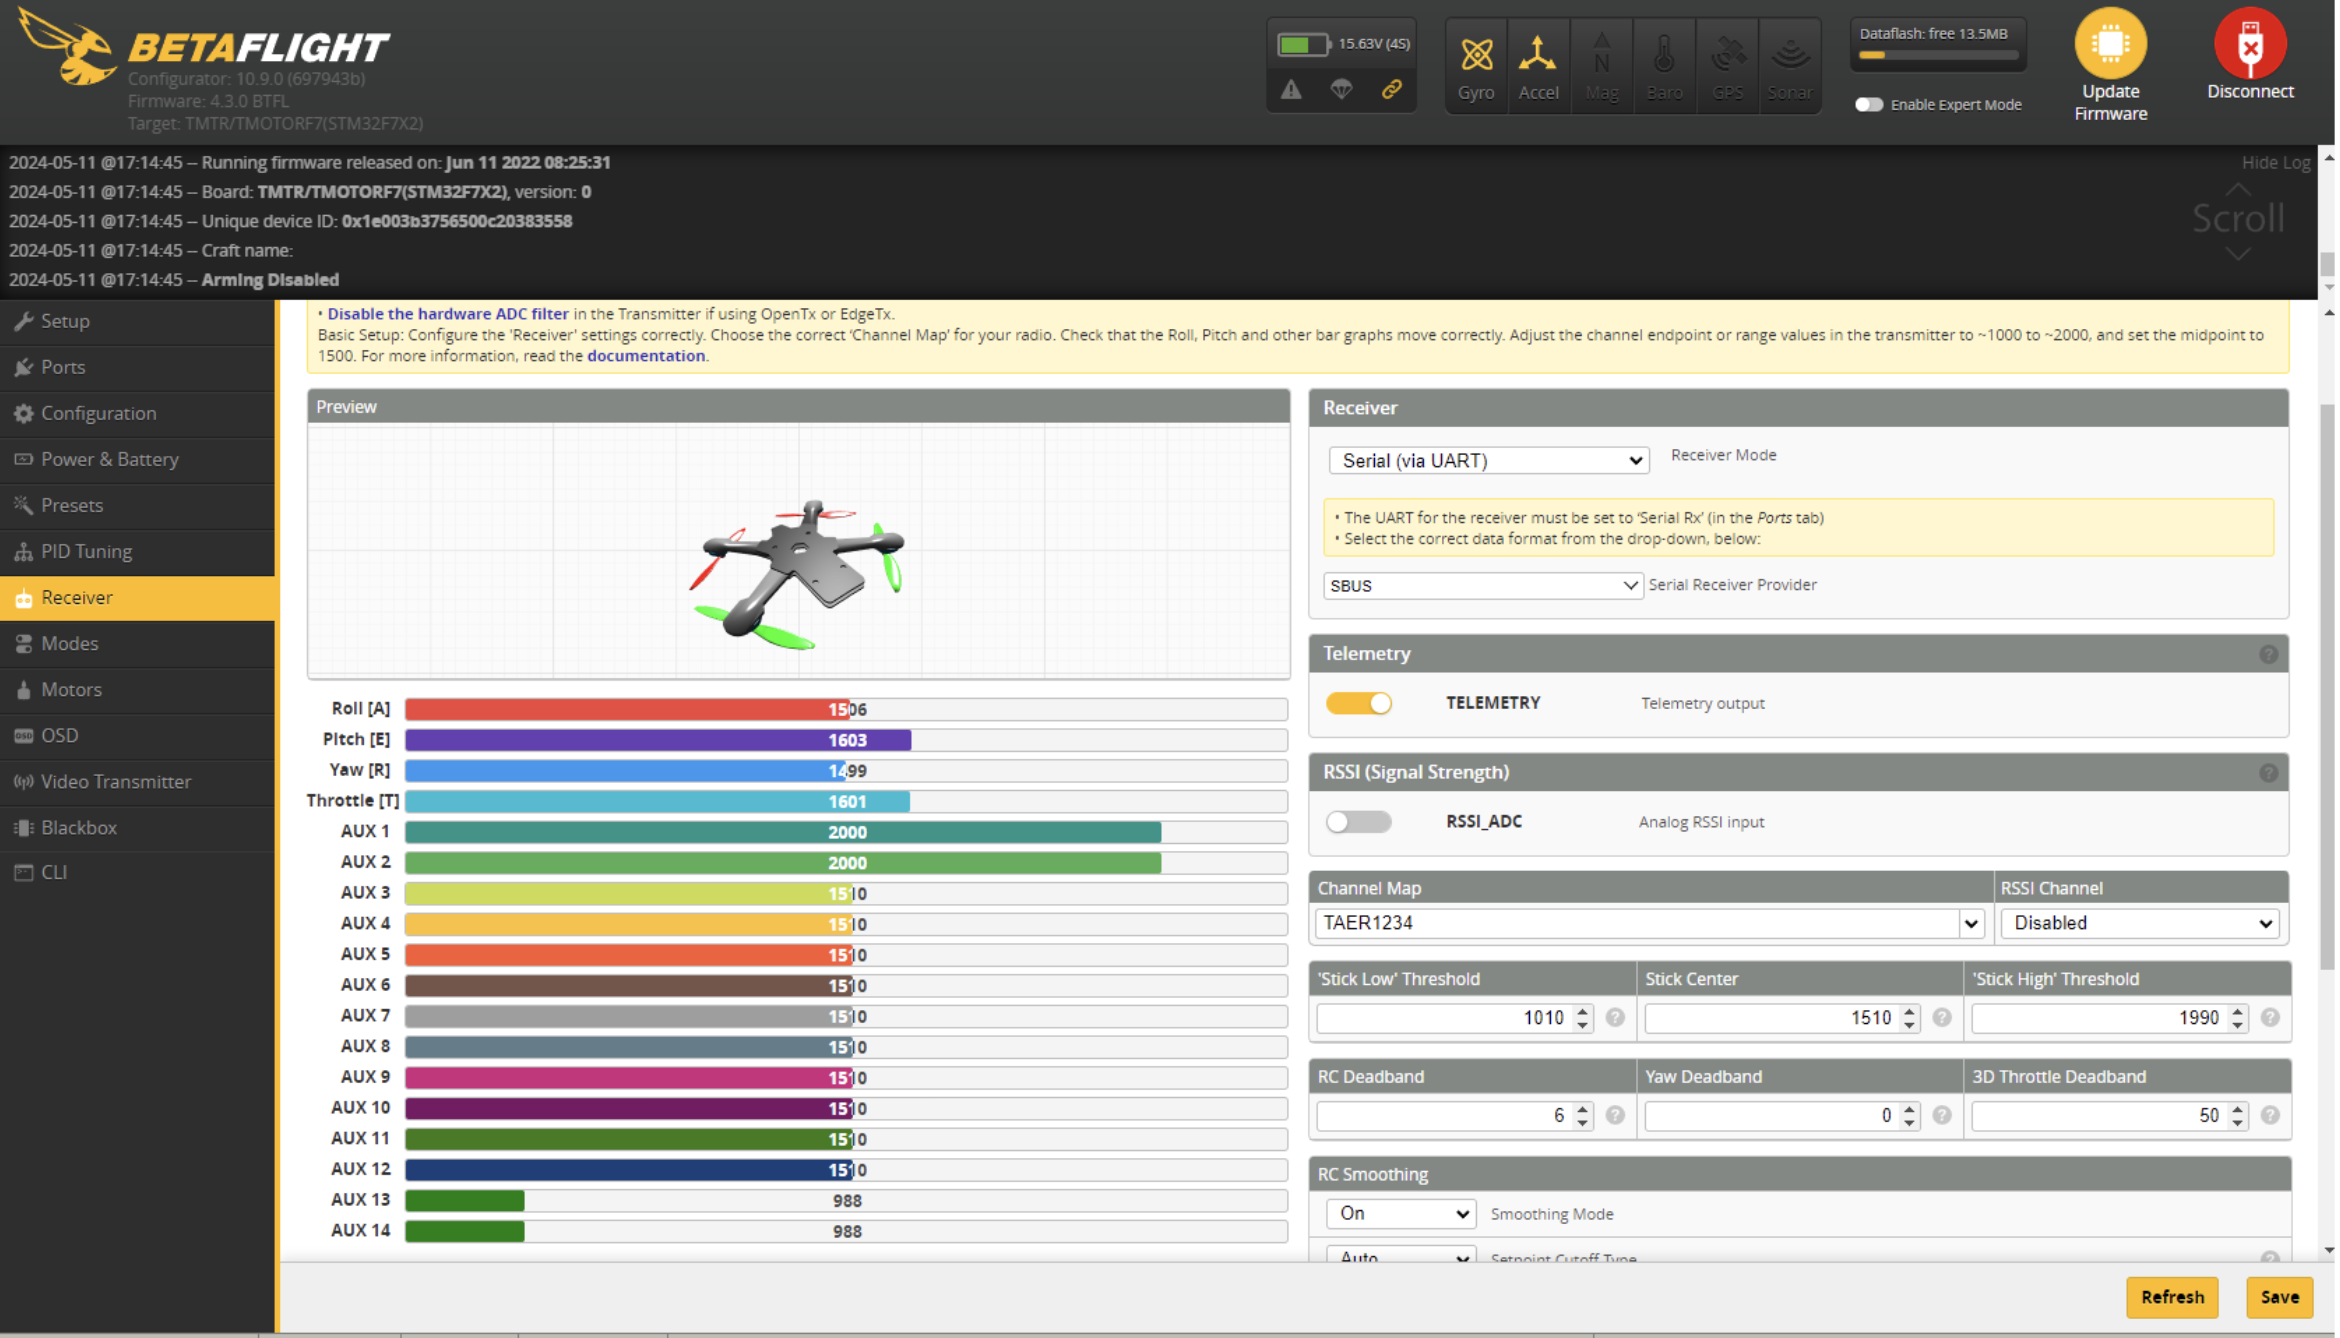 BETAFLIGHT
Configurator: 10.9.0 (697943b)
Firmware: 4.3.0 BTFL
Target: TMTR/TMOTORF7(STM32F7X2)
15.63V (4S)
Gyro
Accel
Mag
Baro
GPS
Sonar
Dataflash: free 13.5MB
Enable Expert Mode
Update
Firmware
Disconnect
2024-05-11 @17:14:45 -- Running firmware released on: Jun 11 2022 08:25:31
2024-05-11 @17:14:45 -- Board: TMTR/TMOTORF7(STM32F7X2), version: 0
2024-05-11 @17:14:45 -- Unique device ID: 0x1e003b3756500c20383558
2024-05-11 @17:14:45 -- Craft name:
2024-05-11 @17:14:45 -- Arming Disabled
Hide Log
Scroll
Setup
Ports
Configuration
Power & Battery
Presets
PID Tuning
Receiver
Modes
Motors
OSD
Video Transmitter
Blackbox
CLI
• Disable the hardware ADC filter in the Transmitter if using OpenTx or EdgeTx.
Basic Setup: Configure the 'Receiver' settings correctly. Choose the correct 'Channel Map' for your radio. Check that the Roll, Pitch and other bar graphs move correctly. Adjust the channel endpoint or range values in the transmitter to ~1000 to ~2000, and set the midpoint to
1500. For more information, read the documentation.
Preview
Roll [A] 1506
Pitch [E] 1603
Yaw [R] 1499
Throttle [T] 1601
AUX 1 2000
AUX 2 2000
AUX 3 1510
AUX 4 1510
AUX 5 1510
AUX 6 1510
AUX 7 1510
AUX 8 1510
AUX 9 1510
AUX 10 1510
AUX 11 1510
AUX 12 1510
AUX 13 988
AUX 14 988
Receiver
Serial (via UART) Receiver Mode
• The UART for the receiver must be set to 'Serial Rx' (in the Ports tab)
• Select the correct data format from the drop-down, below:
SBUS Serial Receiver Provider
Telemetry
TELEMETRY Telemetry output
RSSI (Signal Strength)
RSSI_ADC Analog RSSI input
Channel Map RSSI Channel
TAER1234 Disabled
'Stick Low' Threshold Stick Center 'Stick High' Threshold
1010 1510 1990
RC Deadband Yaw Deadband 3D Throttle Deadband
6 0 50
RC Smoothing
On Smoothing Mode
Auto Setpoint Cutoff Type
Refresh Save